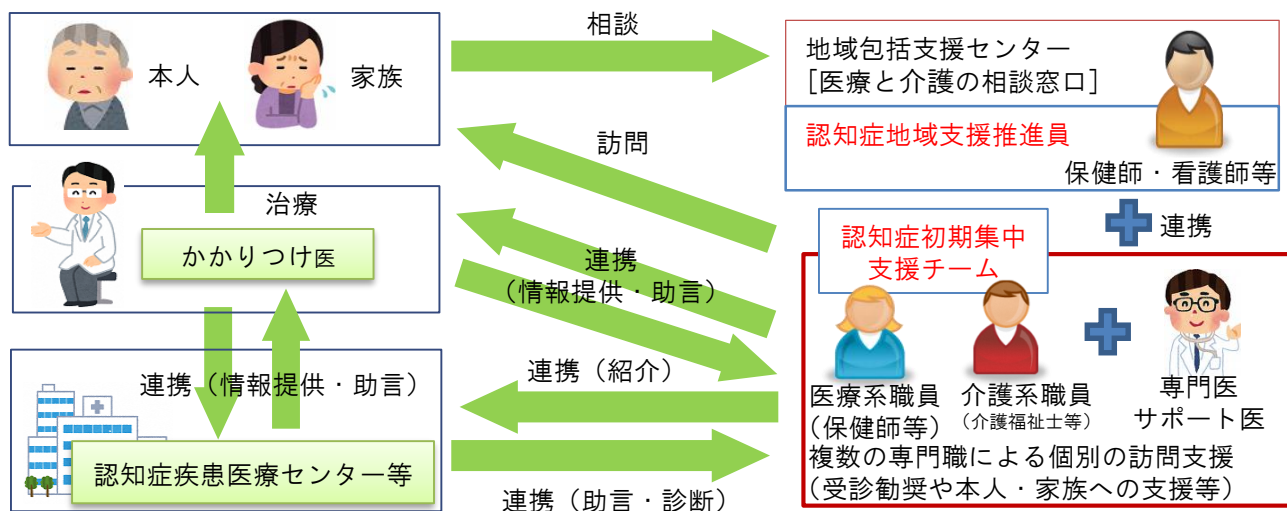 本人
家族
相談
地域包括支援センター
[医療と介護の相談窓口]
認知症地域支援推進員
保健師・看護師等
連携
訪問
治療
かかりつけ医
連携
(情報提供・助言)
認知症初期集中
支援チーム
医療系職員
(保健師等)
介護系職員
(介護福祉士等)
専門医
サポート医
複数の専門職による個別の訪問支援
(受診勧奨や本人・家族への支援等)
連携(情報提供・助言)
連携(紹介)
認知症疾患医療センター等
連携(助言・診断)